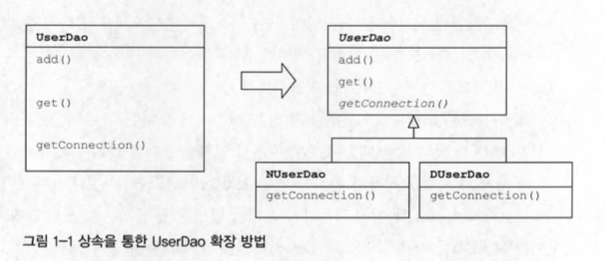 UserDao
add()
get()
getConnection()
UserDao
add()
get()
getConnection()
NUserDao
getConnection()
DUserDao
getConnection()
그림 1-1 상속을 통한 UserDao 확장 방법